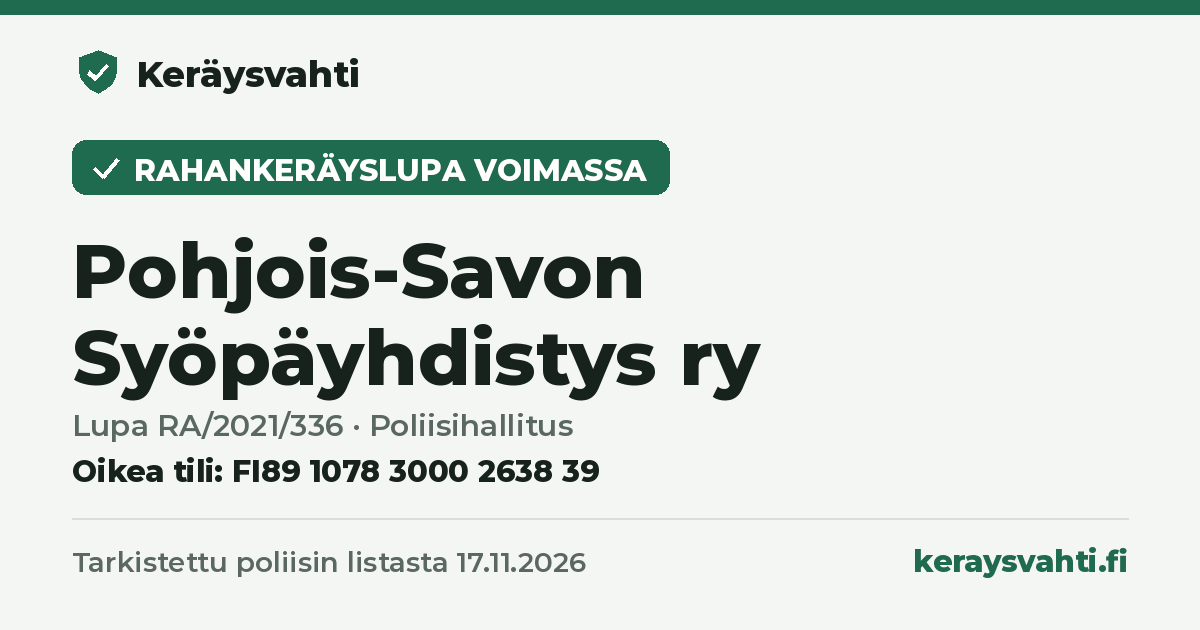 Keräysvahti
RAHANKERÄYSLUPA VOIMASSA
Pohjois-Savon
Syöpäyhdistys ry
Lupa RA/2021/336 · Poliisihallitus
Oikea tili: FI89 1078 3000 2638 39
Tarkistettu poliisin listasta 17.11.2026
keraysvahti.fi